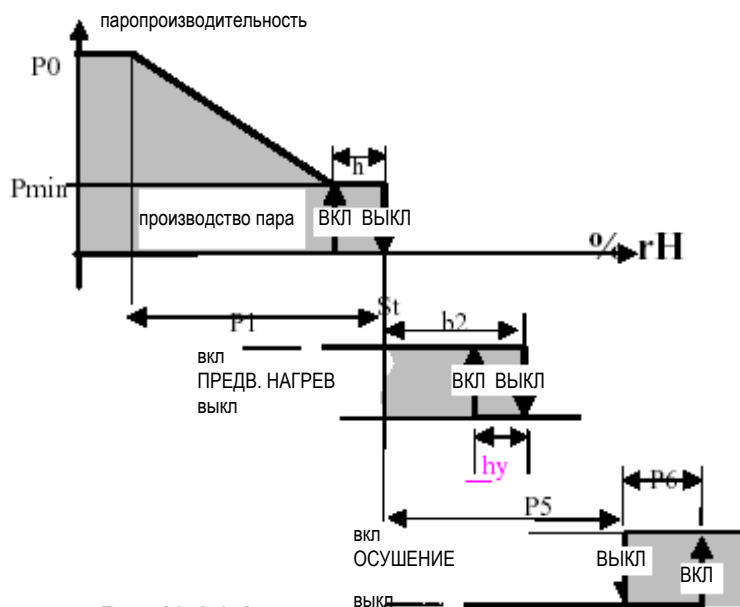 паропроизводительность
P0
h
Pmin
производство пара
ВКЛ ВЫКЛ
% rH
St
P1
b2
вкл
ПРЕДВ. НАГРЕВ
ВКЛ ВЫКЛ
выкл
hy
P6
P5
вкл
ОСУШЕНИЕ
ВЫКЛ
ВКЛ
выкл